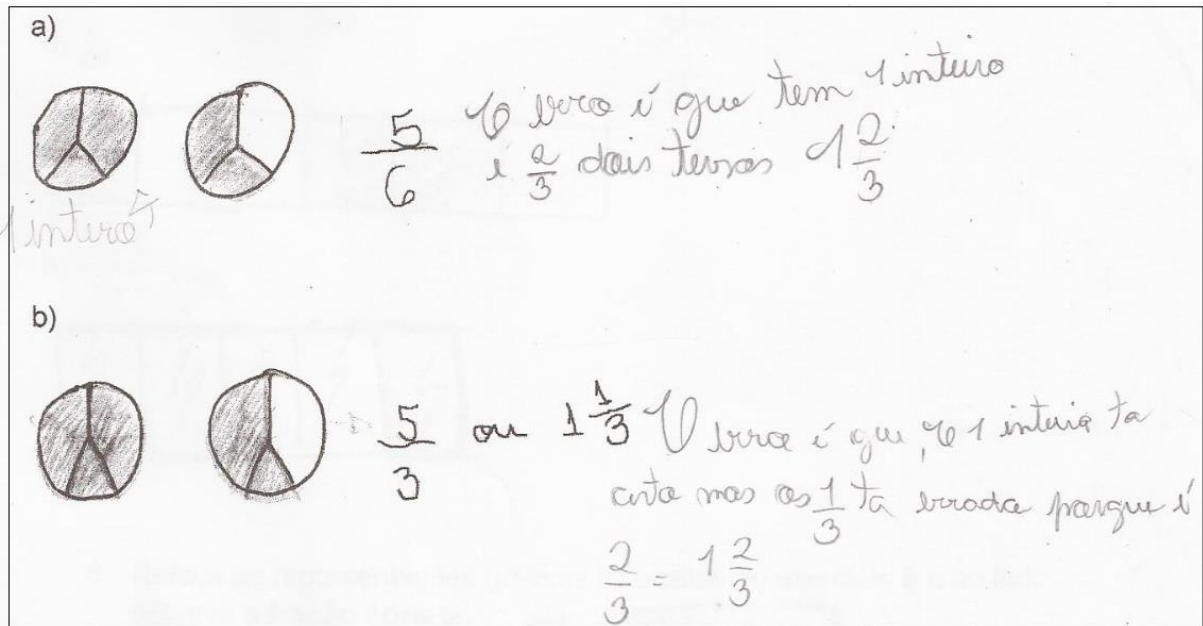 a)
5/6 O erro é que tem 1 inteiro
e 2/3 dois tersos 1 2/3
1 intero
b)
5/3 ou 1 1/3 O erro é que o 1 inteiro ta
certo mas os 1/3 ta errado porque é
2/3 = 1 2/3